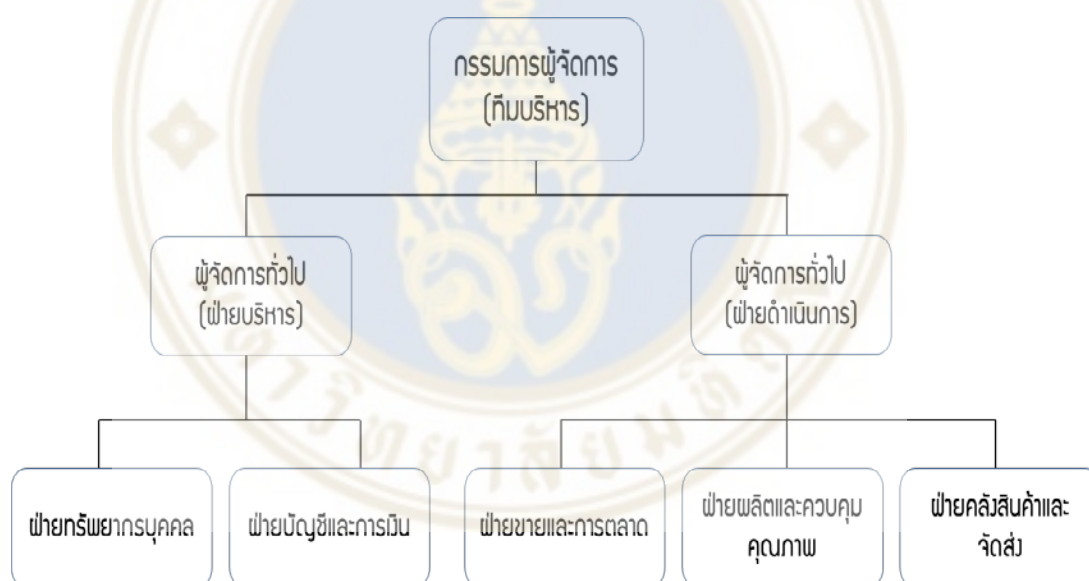 กรรมการผู้จัดการ
(ทีมบริหาร)
ผู้จัดการทั่วไป
(ฝ่ายบริหาร)
ผู้จัดการทั่วไป
(ฝ่ายดำเนินการ)
ฝ่ายทรัพยากรบุคคล
ฝ่ายบัญชีและการเงิน
ฝ่ายขายและการตลาด
ฝ่ายผลิตและควบคุม
คุณภาพ
ฝ่ายคลังสินค้าและ
จัดส่ง